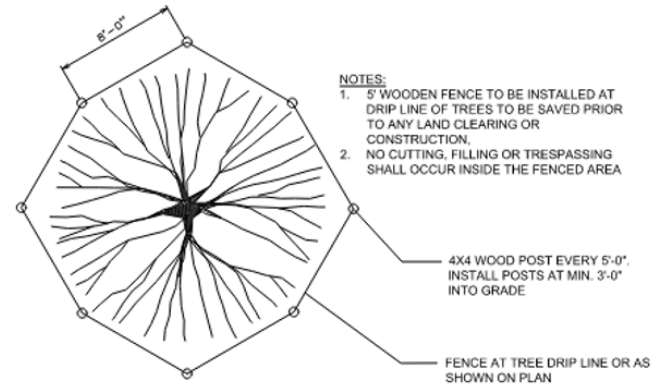 8'-0"
NOTES:
1. 5' WOODEN FENCE TO BE INSTALLED AT
DRIP LINE OF TREES TO BE SAVED PRIOR
TO ANY LAND CLEARING OR
CONSTRUCTION,
2. NO CUTTING, FILLING OR TRESPASSING
SHALL OCCUR INSIDE THE FENCED AREA
4X4 WOOD POST EVERY 5'-0".
INSTALL POSTS AT MIN. 3'-0"
INTO GRADE
FENCE AT TREE DRIP LINE OR AS
SHOWN ON PLAN